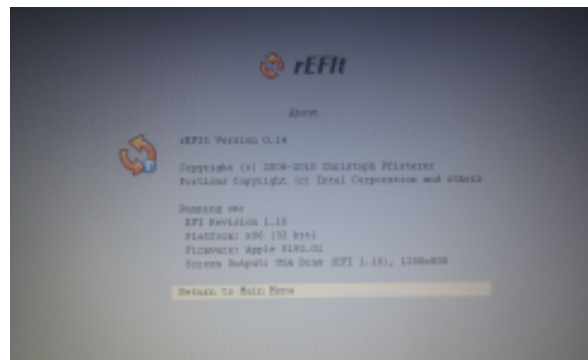 rEFIt
About
rEFIt Version 0.14
Copyright (c) 2006-2010 Christoph Pfisterer
Portions Copyright (c) Intel Corporation and others
Running on:
EFI Revision 1.10
Platform: x86 (32 bit)
Firmware: Apple
Screen Output: UGA Draw (EFI 1.10), 1280x800
Return to Main Menu